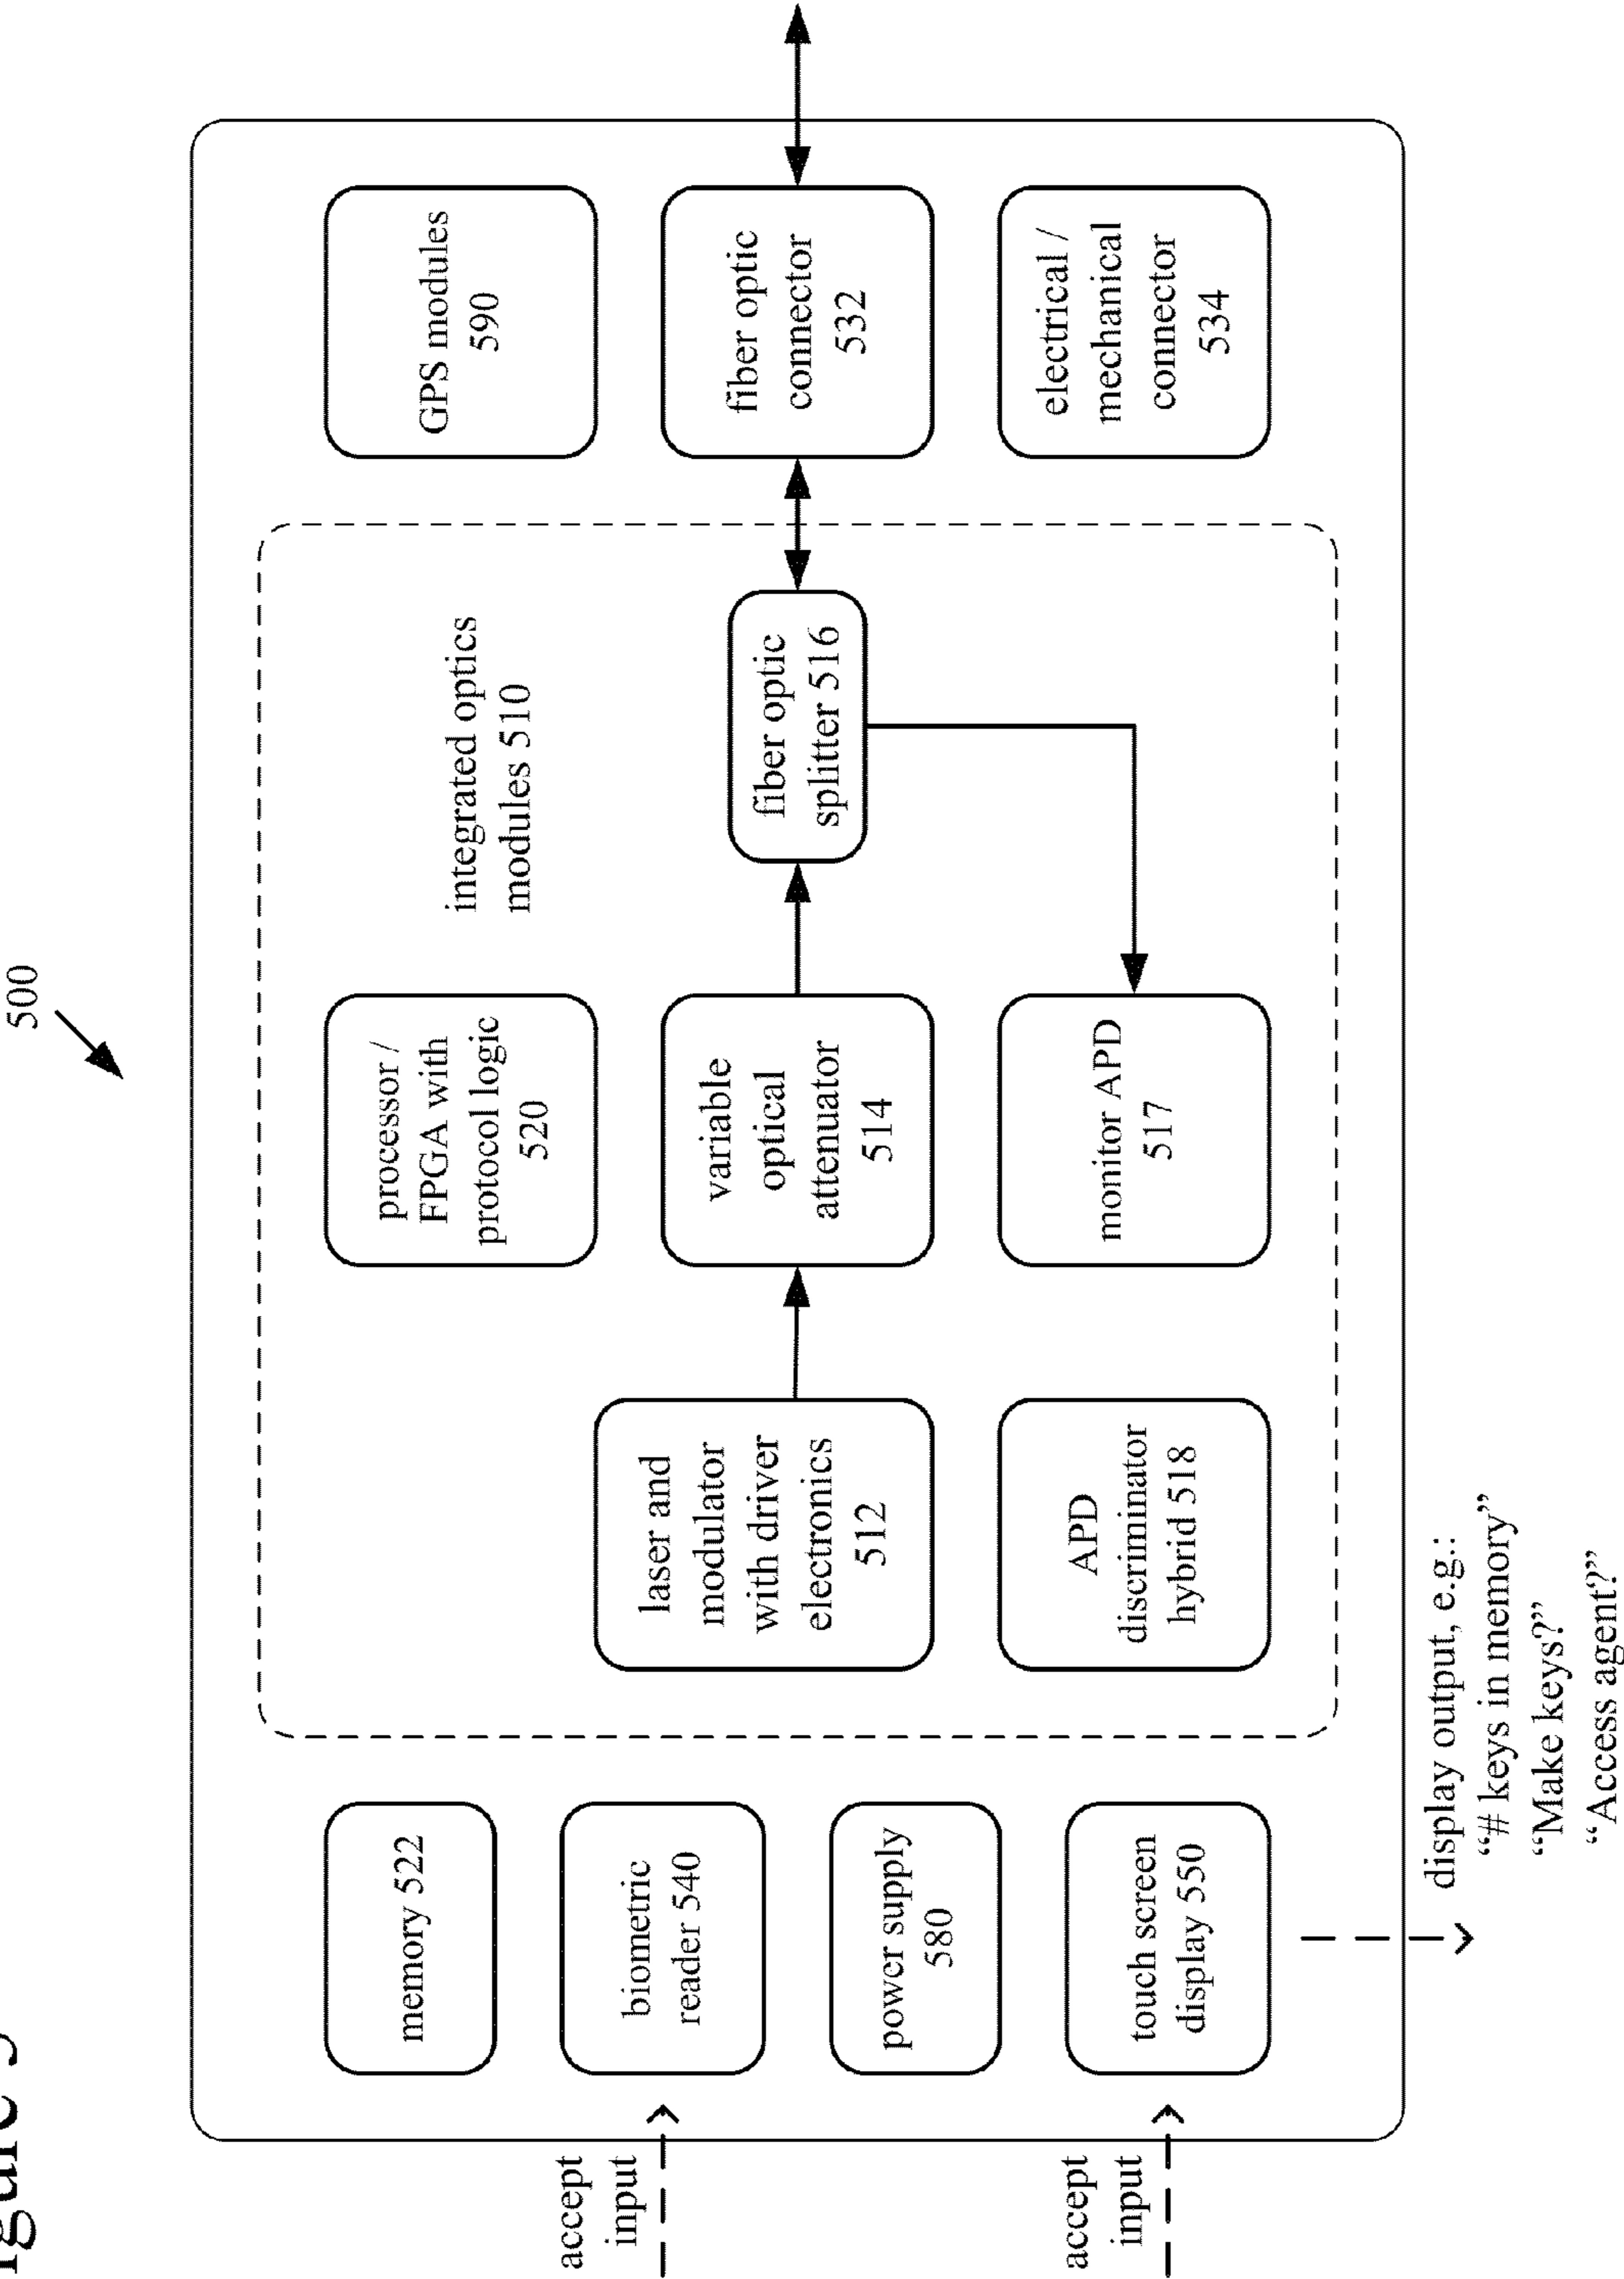 500
memory 522
biometric
reader 540
power supply
580
touch screen
display 550
accept
input
accept
input
display output, e.g.:
“# keys in memory”
“Make keys?”
“Access agent?”
integrated optics
modules 510
laser and
modulator
with driver
electronics
512
APD
discriminator
hybrid 518
processor /
FPGA with
protocol logic
520
variable
optical
attenuator
514
monitor APD
517
fiber optic
splitter 516
GPS modules
590
fiber optic
connector
532
electrical /
mechanical
connector
534